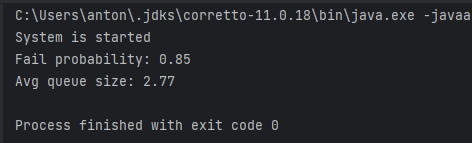 C:\Users\anton\.jdks\corretto-11.0.18\bin\java.exe -javaa
System is started
Fail probability: 0.85
Avg queue size: 2.77
Process finished with exit code 0